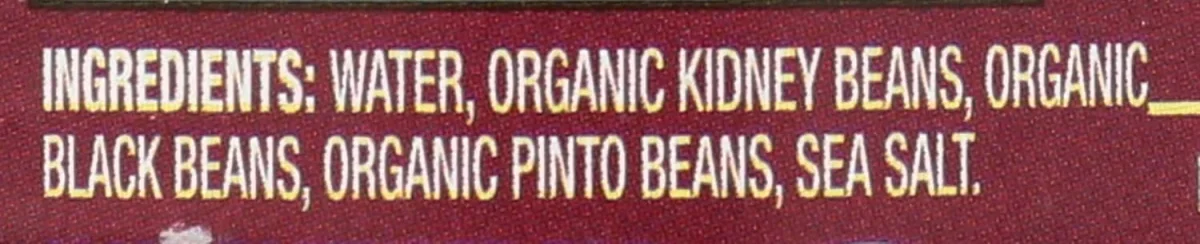 INGREDIENTS: WATER, ORGANIC KIDNEY BEANS, ORGANIC
BLACK BEANS, ORGANIC PINTO BEANS, SEA SALT.